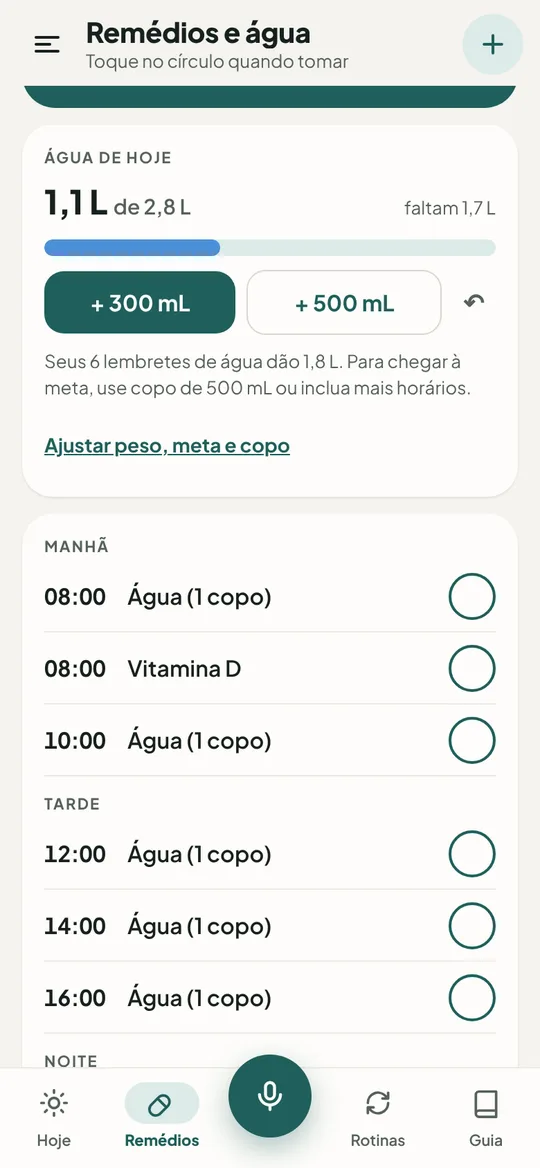 Remédios e água
Toque no círculo quando tomar
ÁGUA DE HOJE
1,1 L de 2,8 L
faltam 1,7 L
+ 300 mL
+ 500 mL
Seus 6 lembretes de água dão 1,8 L. Para chegar à
meta, use copo de 500 mL ou inclua mais horários.
Ajustar peso, meta e copo
MANHÃ
08:00 Água (1 copo)
08:00 Vitamina D
10:00 Água (1 copo)
TARDE
12:00 Água (1 copo)
14:00 Água (1 copo)
16:00 Água (1 copo)
NOITE
Hoje
Remédios
Rotinas
Guia